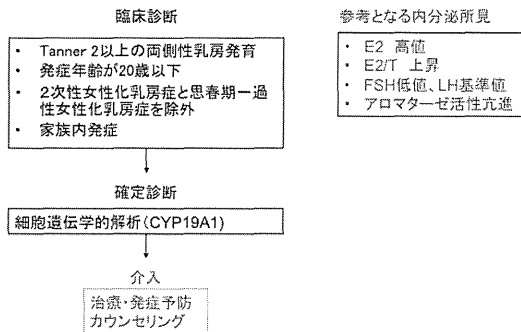 臨床診断
・ Tanner 2以上の両側性乳房発育
・ 発症年齢が20歳以下
・ 2次性女性化乳房症と思春期一過
性女性化乳房症を除外
・ 家族内発症
確定診断
細胞遺伝学的解析(CYP19A1)
介入
治療・発症予防
カウンセリング
参考となる内分泌所見
・ E2 高値
・ E2/T 上昇
・ FSH低値、LH基準値
・ アロマターゼ活性亢進